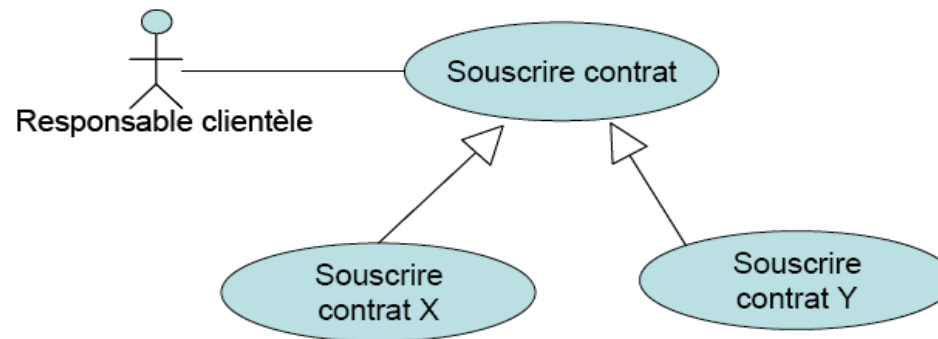 Souscrire contrat
Responsable clientèle
Souscrire
contrat X
Souscrire
contrat Y